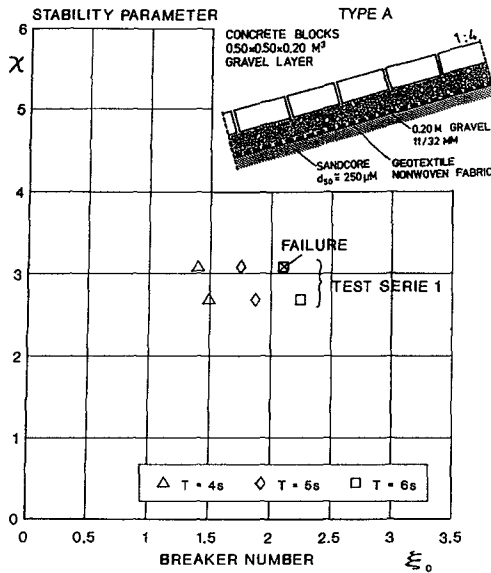 STABILITY PARAMETER
TYPE A
CONCRETE BLOCKS
0.50×0.50×0.20 M³
GRAVEL LAYER
1:4
0.20 M GRAVEL
11/32 MM
SANDCORE
d50 ≈ 250 µM
GEOTEXTILE
NONWOVEN FABRIC
χ
6
5
4
3
2
1
0
FAILURE
TEST SERIE 1
T = 4s
T = 5s
T = 6s
0 0.5 1 1.5 2 2.5 3 3.5
BREAKER NUMBER
ξ₀